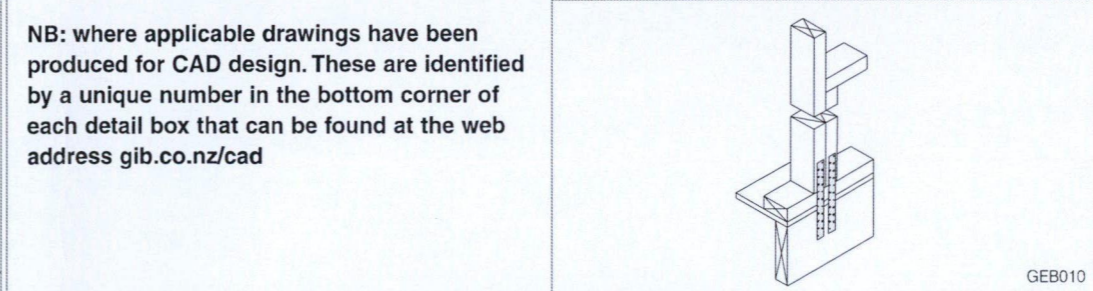 NB: where applicable drawings have been
produced for CAD design. These are identified
by a unique number in the bottom corner of
each detail box that can be found at the web
address gib.co.nz/cad
GEB010